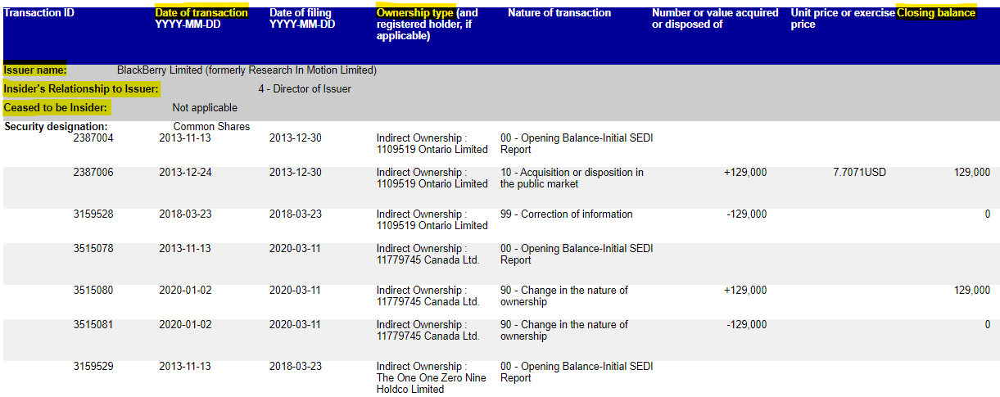 Transaction ID Date of transaction Date of filing Ownership type (and Nature of transaction Number or value acquired Unit price or exercise Closing balance
YYYY-MM-DD YYYY-MM-DD registered holder, if or disposed of price
applicable)
Issuer name: BlackBerry Limited (formerly Research In Motion Limited)
Insider's Relationship to Issuer: 4 - Director of Issuer
Ceased to be Insider: Not applicable
Security designation: Common Shares
2387004 2013-11-13 2013-12-30 Indirect Ownership : 00 - Opening Balance-Initial SEDI
1109519 Ontario Limited Report
2387006 2013-12-24 2013-12-30 Indirect Ownership : 10 - Acquisition or disposition in +129,000 7.7071USD 129,000
1109519 Ontario Limited the public market
3159528 2018-03-23 2018-03-23 Indirect Ownership : 99 - Correction of information -129,000 0
1109519 Ontario Limited
3515078 2013-11-13 2020-03-11 Indirect Ownership : 00 - Opening Balance-Initial SEDI
11779745 Canada Ltd. Report
3515080 2020-01-02 2020-03-11 Indirect Ownership : 90 - Change in the nature of +129,000 129,000
11779745 Canada Ltd. ownership
3515081 2020-01-02 2020-03-11 Indirect Ownership : 90 - Change in the nature of -129,000 0
11779745 Canada Ltd. ownership
3159529 2013-11-13 2018-03-23 Indirect Ownership : 00 - Opening Balance-Initial SEDI
The One One Zero Nine Report
Holdco Limited